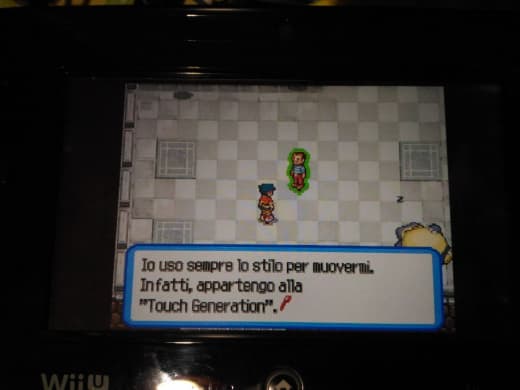 z
Io uso sempre lo stilo per muovermi.
Infatti, appartengo alla
"Touch Generation".
Wii U